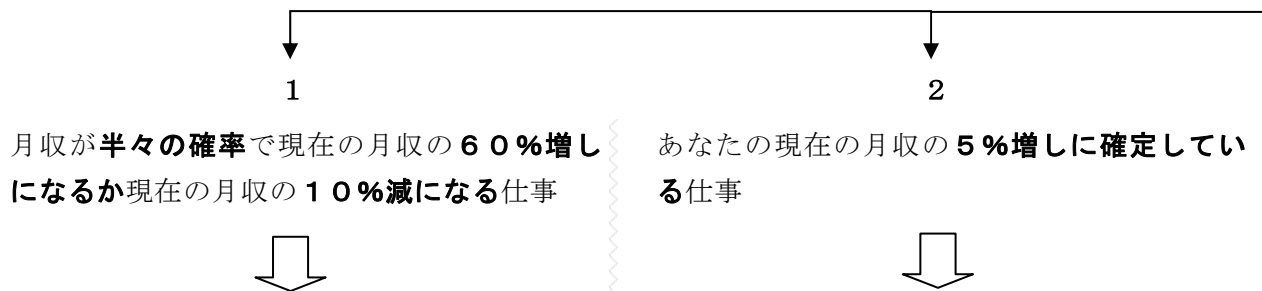 1
2
月収が半々の確率で現在の月収の60%増し
になるか現在の月収の10%減になる仕事
あなたの現在の月収の5%増しに確定してい
る仕事